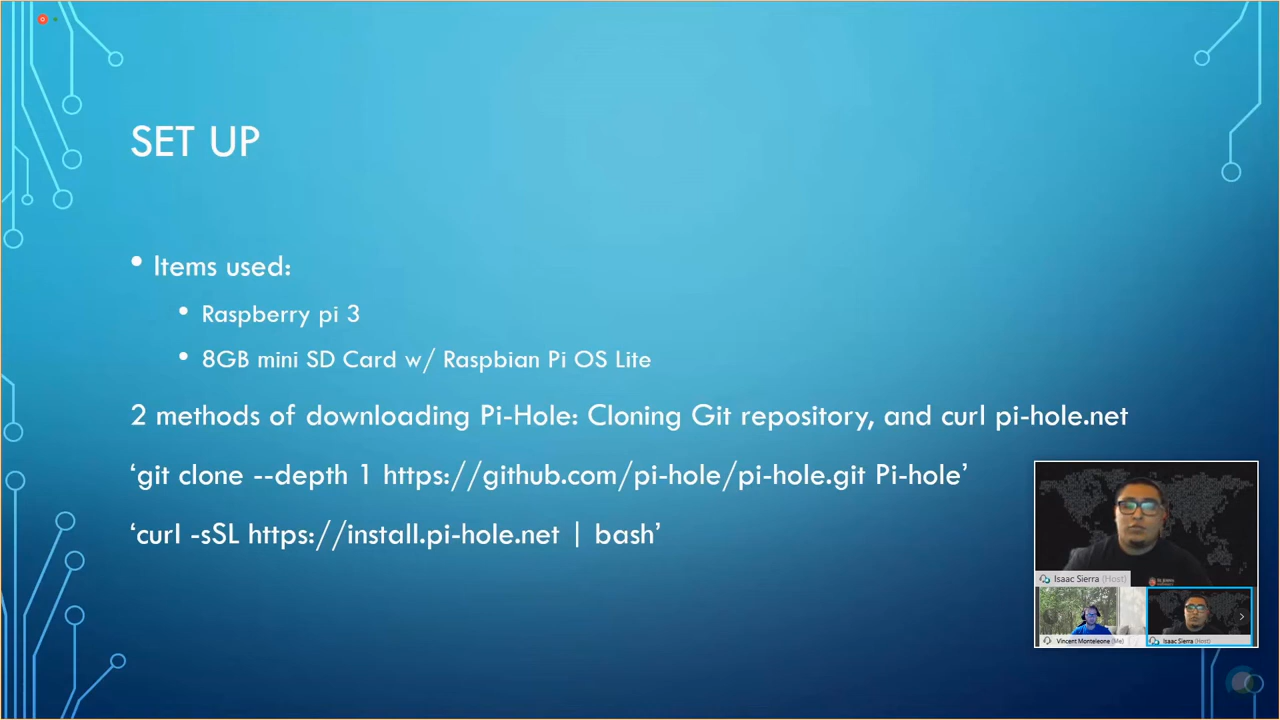 SET UP
• Items used:
• Raspberry pi 3
• 8GB mini SD Card w/ Raspbian Pi OS Lite
2 methods of downloading Pi-Hole: Cloning Git repository, and curl pi-hole.net
‘git clone --depth 1 https://github.com/pi-hole/pi-hole.git Pi-hole’
‘curl -sSL https://install.pi-hole.net | bash’
Isaac Sierra (Host)
Vincent Monteleone (Me)
Isaac Sierra (Host)